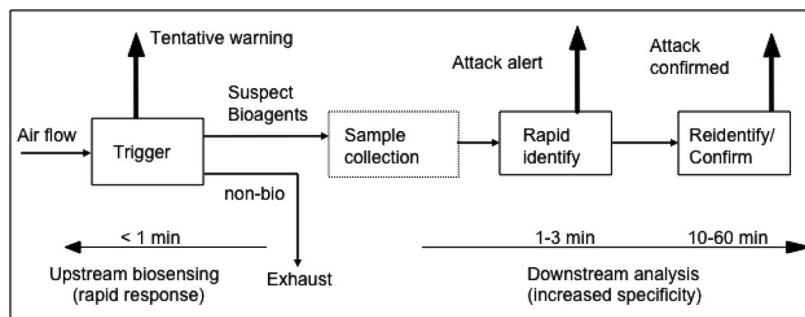 Tentative warning
Attack alert
Attack
confirmed
Suspect
Bioagents
Air flow
Trigger
Sample
collection
Rapid
identify
Reidentify/
Confirm
non-bio
< 1 min
1-3 min
10-60 min
Upstream biosensing
(rapid response)
Exhaust
Downstream analysis
(increased specificity)